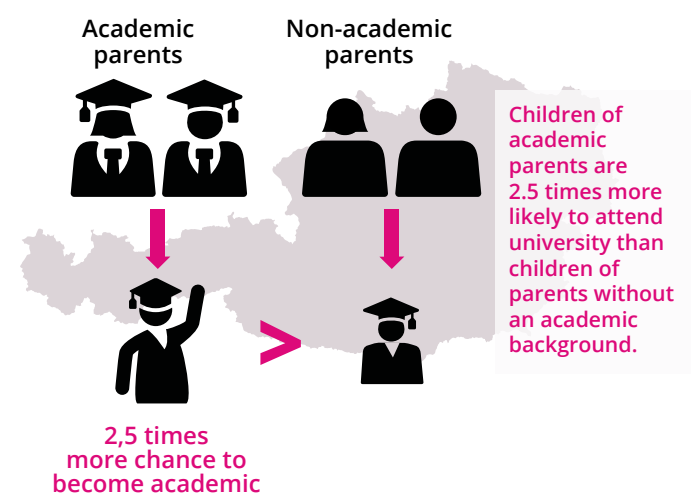 Academic
parents
Non-academic
parents
Children of
academic
parents are
2.5 times more
likely to attend
university than
children of
parents without
an academic
background.
>
2,5 times
more chance to
become academic